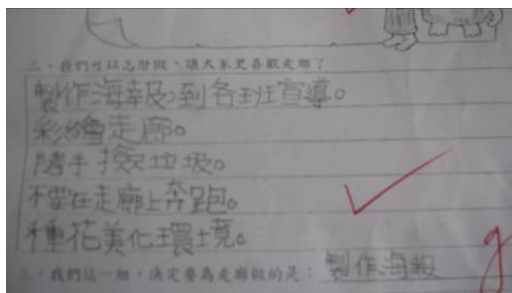 二、我們可以怎麼做，讓大家更喜歡走廊？
製作海報到各班宣導。
彩繪走廊。
隨手撿垃圾。
不要在走廊上奔跑。
種花美化環境。
三、我們這一組，決定要為走廊做的是：製作海報